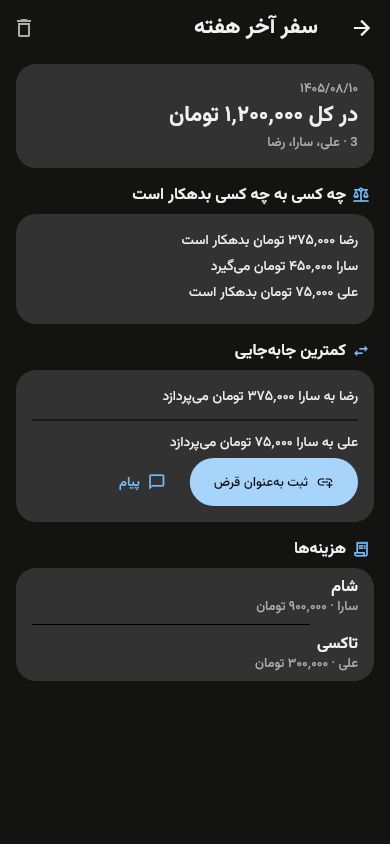 سفر آخر هفته
۱۴۰۵/۰۸/۱۰
در کل ۱,۲۰۰,۰۰۰ تومان
3 · علی، سارا، رضا
چه کسی به چه کسی بدهکار است
رضا ۳۷۵,۰۰۰ تومان بدهکار است
سارا ۴۵۰,۰۰۰ تومان می‌گیرد
علی ۷۵,۰۰۰ تومان بدهکار است
کمترین جابه‌جایی
رضا به سارا ۳۷۵,۰۰۰ تومان می‌پردازد
علی به سارا ۷۵,۰۰۰ تومان می‌پردازد
ثبت به‌عنوان قرض
پیام
هزینه‌ها
شام
سارا · ۹۰۰,۰۰۰ تومان
تاکسی
علی · ۳۰۰,۰۰۰ تومان